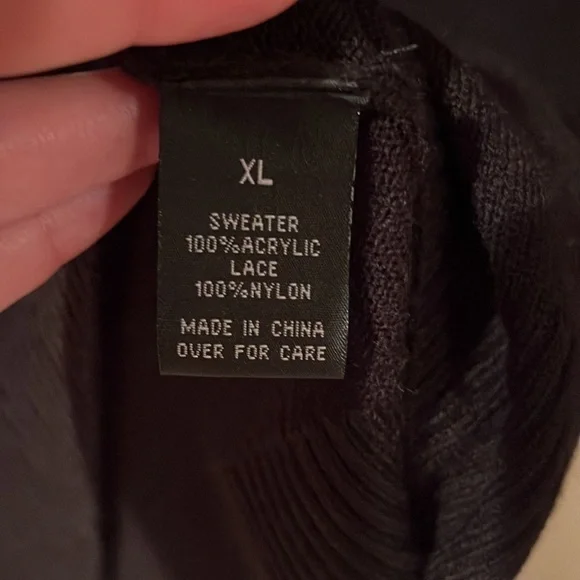 XL
SWEATER
100%ACRYLIC
LACE
100%NYLON
MADE IN CHINA
OVER FOR CARE